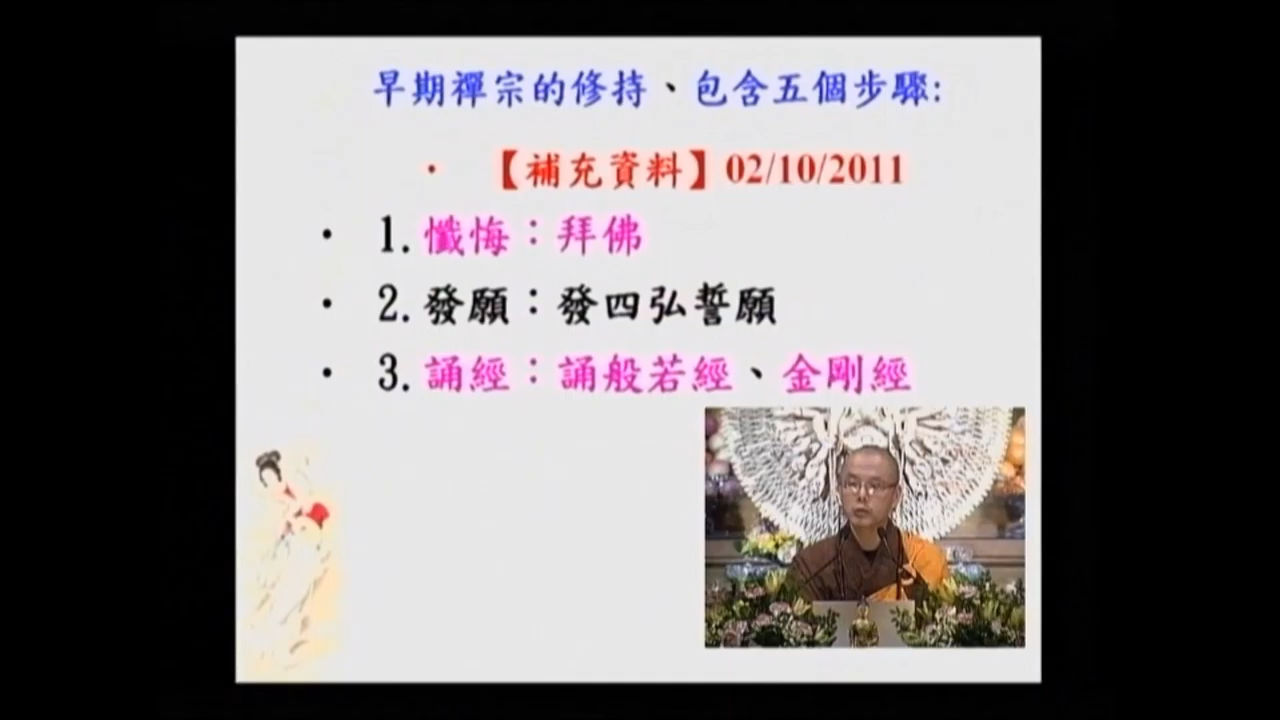 早期禪宗的修持、包含五個步驟:
• 【補充資料】02/10/2011
• 1.懺悔：拜佛
• 2.發願：發四弘誓願
• 3.誦經：誦般若經、金剛經